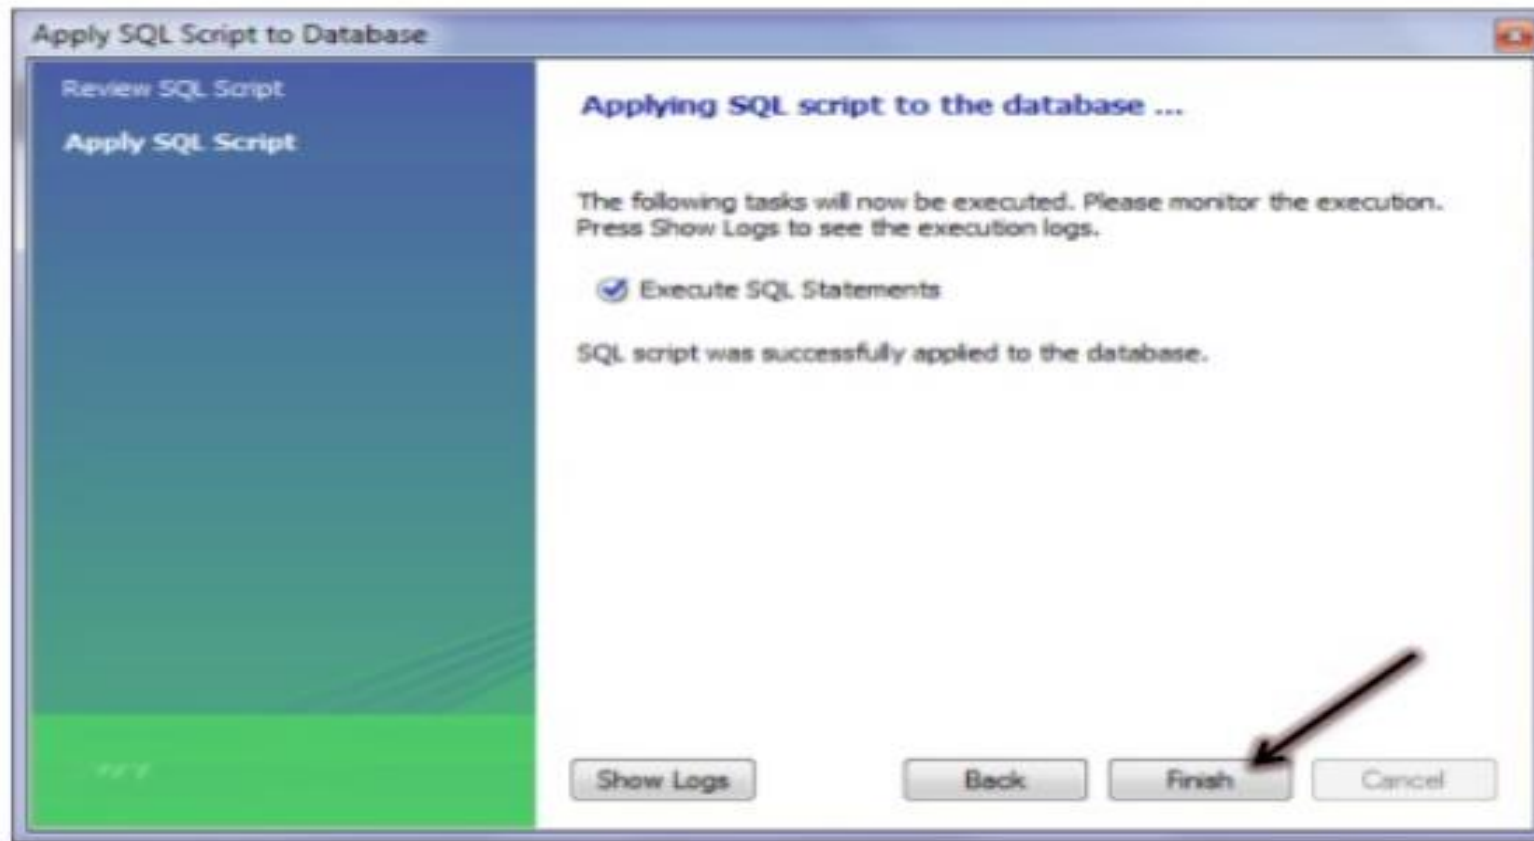 Apply SQL Script to Database
Review SQL Script
Apply SQL Script
Applying SQL script to the database ...
The following tasks will now be executed. Please monitor the execution.
Press Show Logs to see the execution logs.
Execute SQL Statements
SQL script was successfully applied to the database.
Show Logs
Back
Finish
Cancel